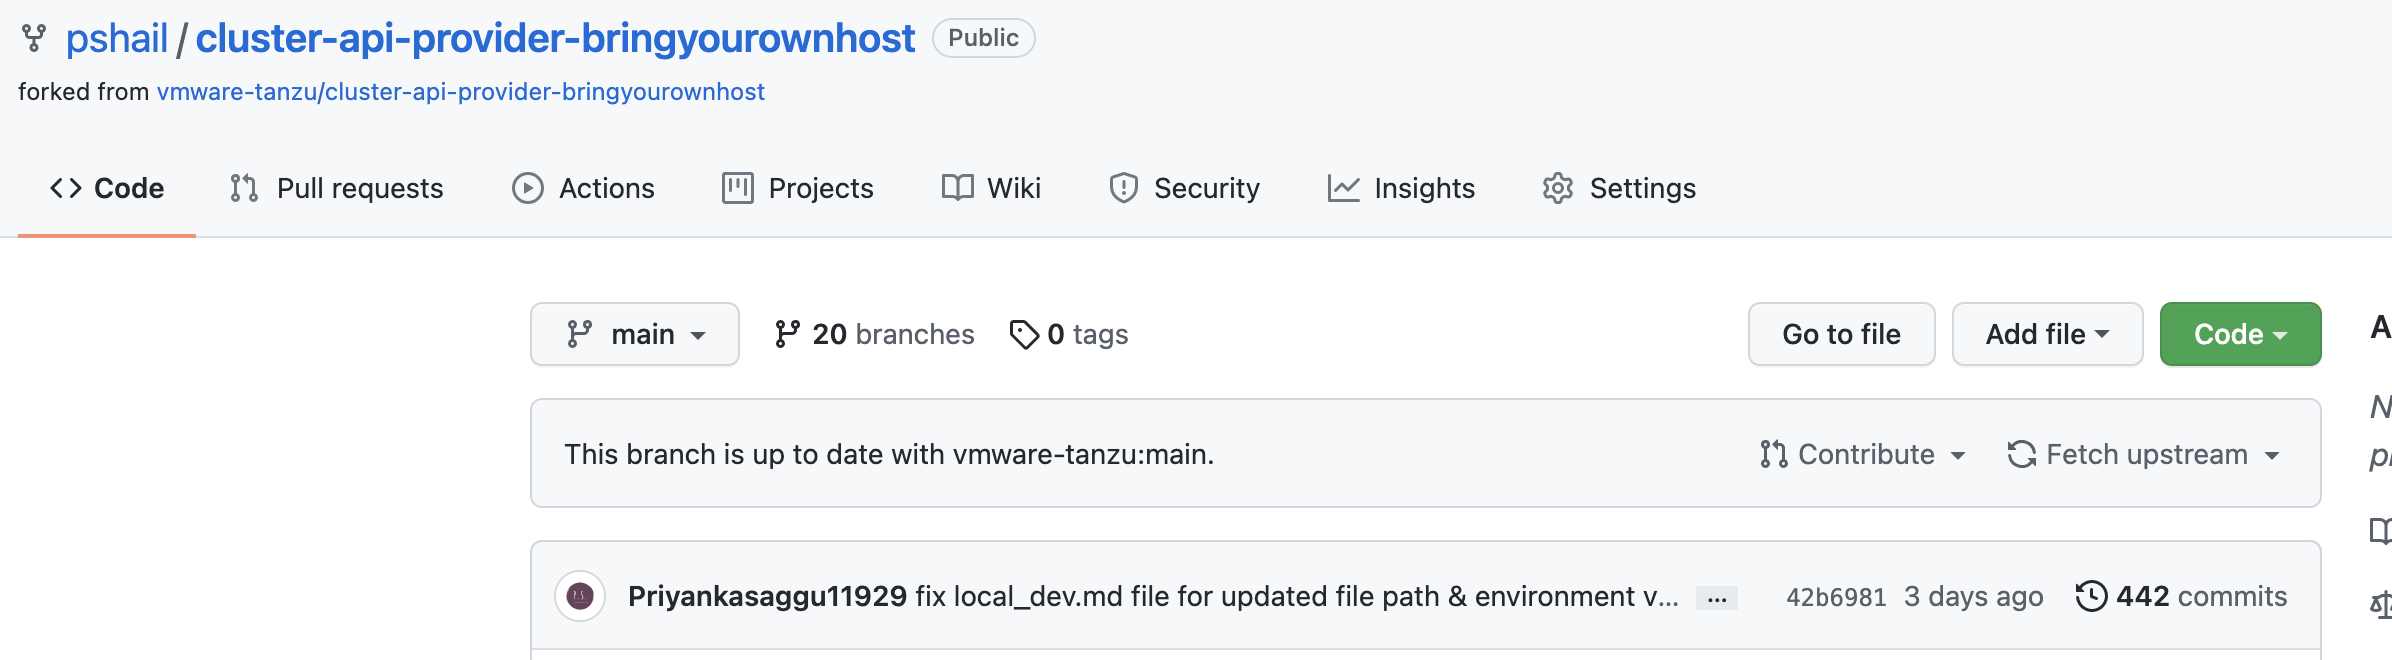 pshail / cluster-api-provider-bringyourownhost Public
forked from vmware-tanzu/cluster-api-provider-bringyourownhost
Code Pull requests Actions Projects Wiki Security Insights Settings
main 20 branches 0 tags Go to file Add file Code
This branch is up to date with vmware-tanzu:main. Contribute Fetch upstream
Priyankasaggu11929 fix local_dev.md file for updated file path & environment v... ... 42b6981 3 days ago 442 commits